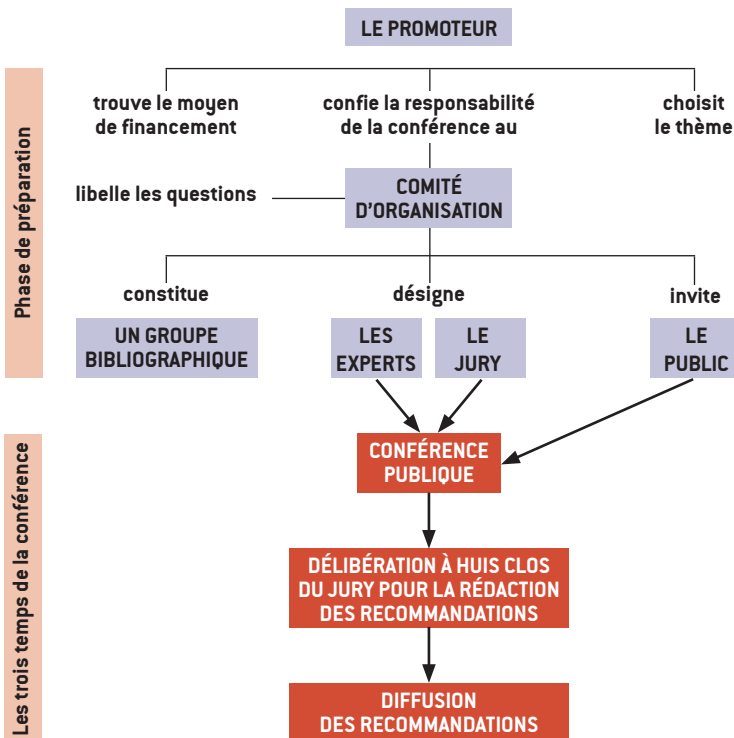 LE PROMOTEUR
Phase de préparation
trouve le moyen
de financement
confie la responsabilité
de la conférence au
choisit
le thème
libelle les questions
COMITÉ
D'ORGANISATION
constitue
désigne
invite
UN GROUPE
BIBLIOGRAPHIQUE
LES
EXPERTS
LE
JURY
LE
PUBLIC
Les trois temps de la conférence
CONFÉRENCE
PUBLIQUE
DÉLIBÉRATION À HUIS CLOS
DU JURY POUR LA RÉDACTION
DES RECOMMANDATIONS
DIFFUSION
DES RECOMMANDATIONS